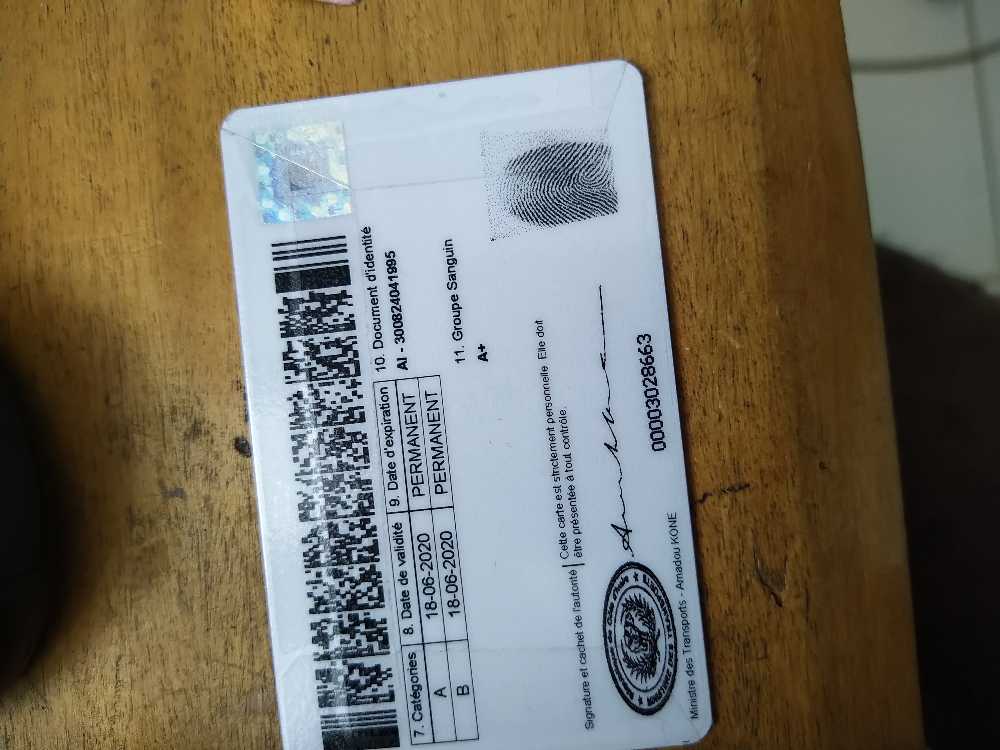 7. Catégories 8. Date de validité 9. Date d'expiration
A 18-06-2020 PERMANENT
B 18-06-2020 PERMANENT
10. Document d'identité
AI - 300824041995
11. Groupe Sanguin
A+
Signature et cachet de l'autorité
Cette carte est strictement personnelle. Elle doit
être présentée à tout contrôle.
République de Côte d'Ivoire
MINISTRE DES TRANSPORTS
00003028663
Ministre des Transports - Amadou KONE